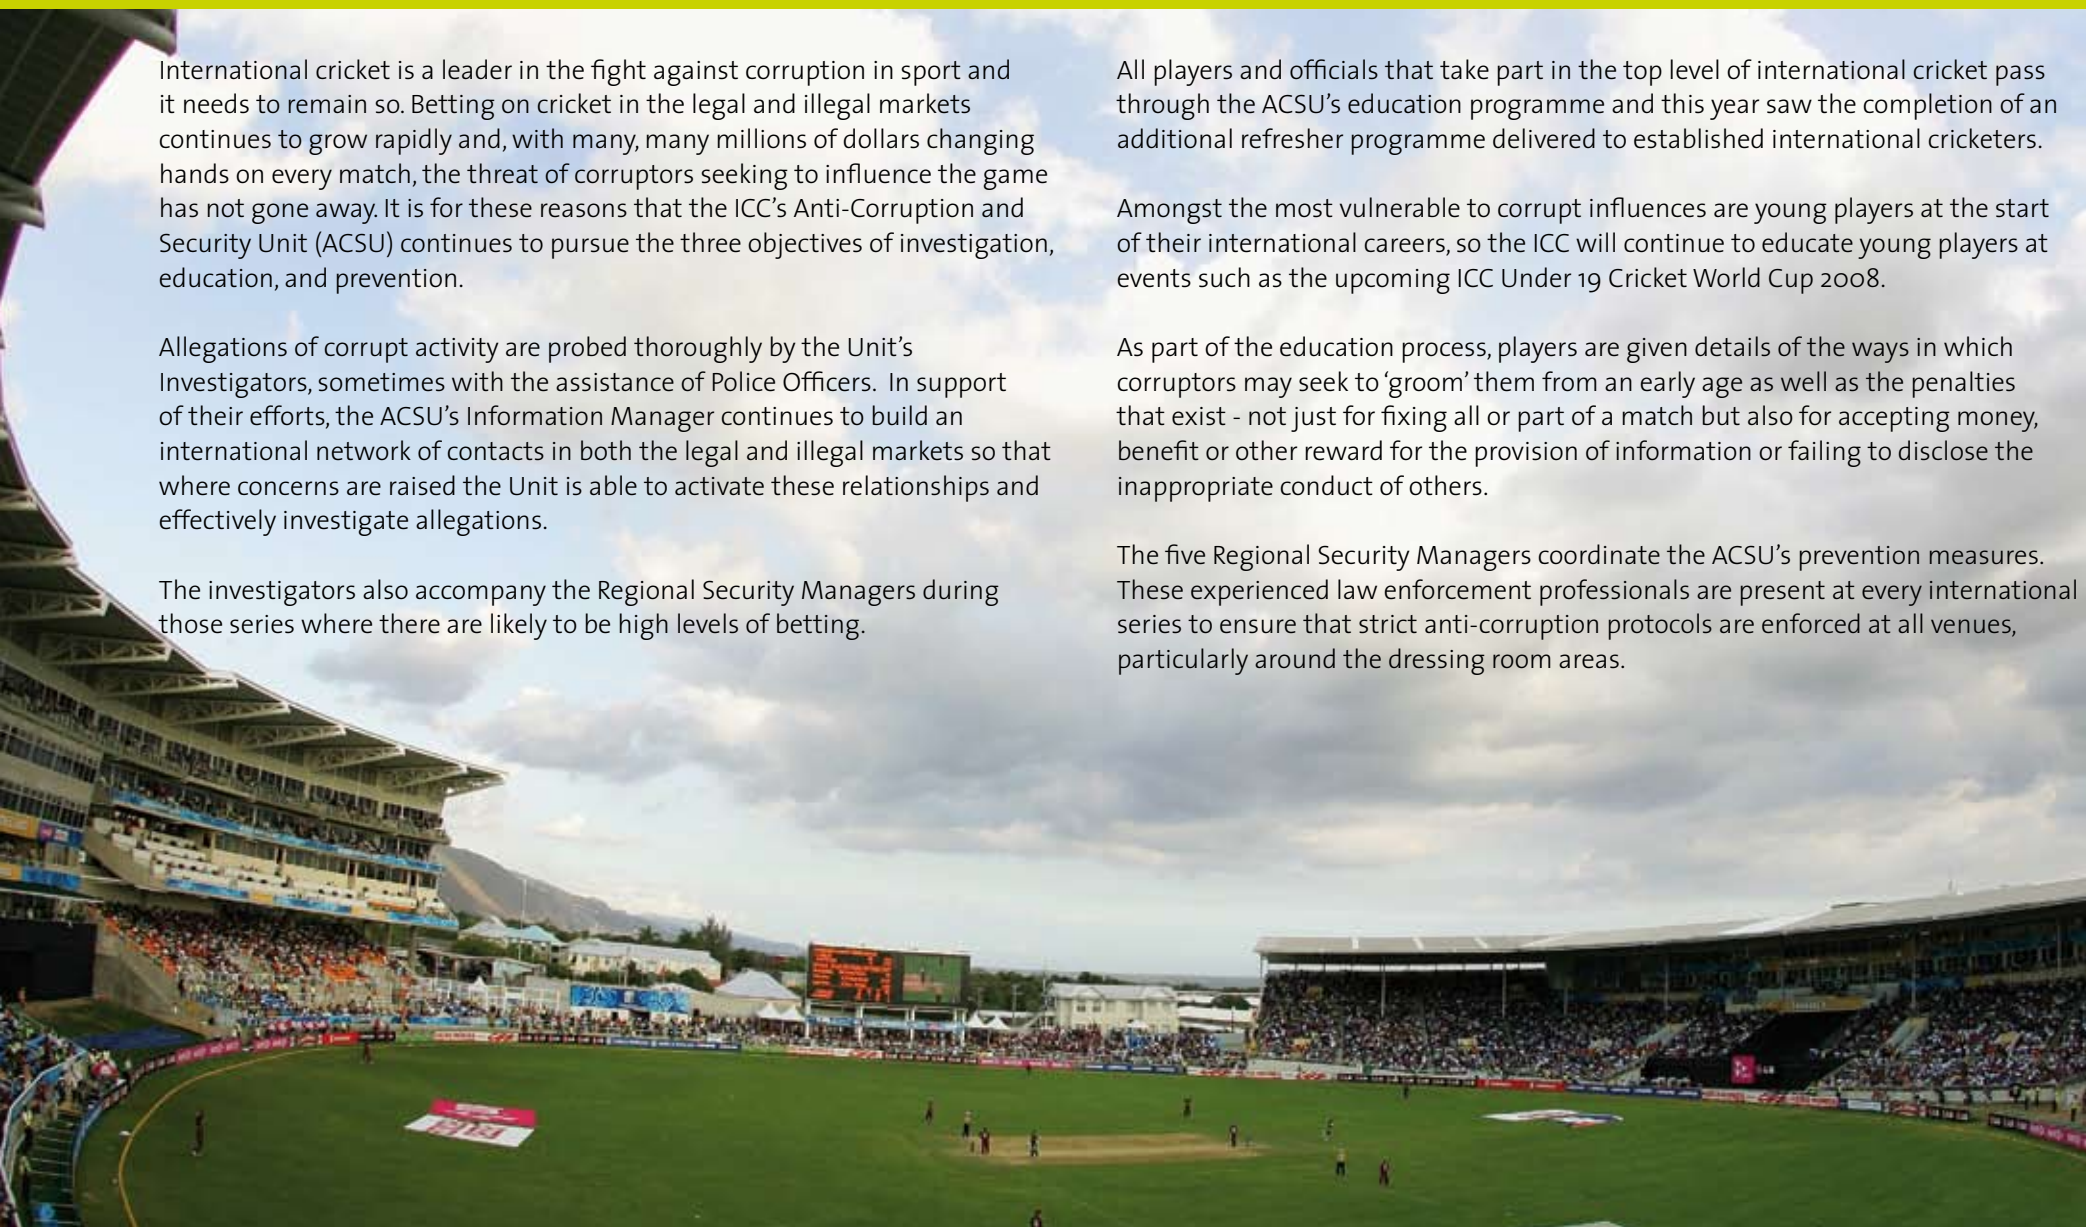 International cricket is a leader in the fight against corruption in sport and
it needs to remain so. Betting on cricket in the legal and illegal markets
continues to grow rapidly and, with many, many millions of dollars changing
hands on every match, the threat of corruptors seeking to influence the game
has not gone away. It is for these reasons that the ICC’s Anti-Corruption and
Security Unit (ACSU) continues to pursue the three objectives of investigation,
education, and prevention.
Allegations of corrupt activity are probed thoroughly by the Unit’s
Investigators, sometimes with the assistance of Police Officers.  In support
of their efforts, the ACSU’s Information Manager continues to build an
international network of contacts in both the legal and illegal markets so that
where concerns are raised the Unit is able to activate these relationships and
effectively investigate allegations.
The investigators also accompany the Regional Security Managers during
those series where there are likely to be high levels of betting.
All players and officials that take part in the top level of international cricket pass
through the ACSU’s education programme and this year saw the completion of an
additional refresher programme delivered to established international cricketers.
Amongst the most vulnerable to corrupt influences are young players at the start
of their international careers, so the ICC will continue to educate young players at
events such as the upcoming ICC Under 19 Cricket World Cup 2008.
As part of the education process, players are given details of the ways in which
corruptors may seek to ‘groom’ them from an early age as well as the penalties
that exist - not just for fixing all or part of a match but also for accepting money,
benefit or other reward for the provision of information or failing to disclose the
inappropriate conduct of others.
The five Regional Security Managers coordinate the ACSU’s prevention measures.
These experienced law enforcement professionals are present at every international
series to ensure that strict anti-corruption protocols are enforced at all venues,
particularly around the dressing room areas.